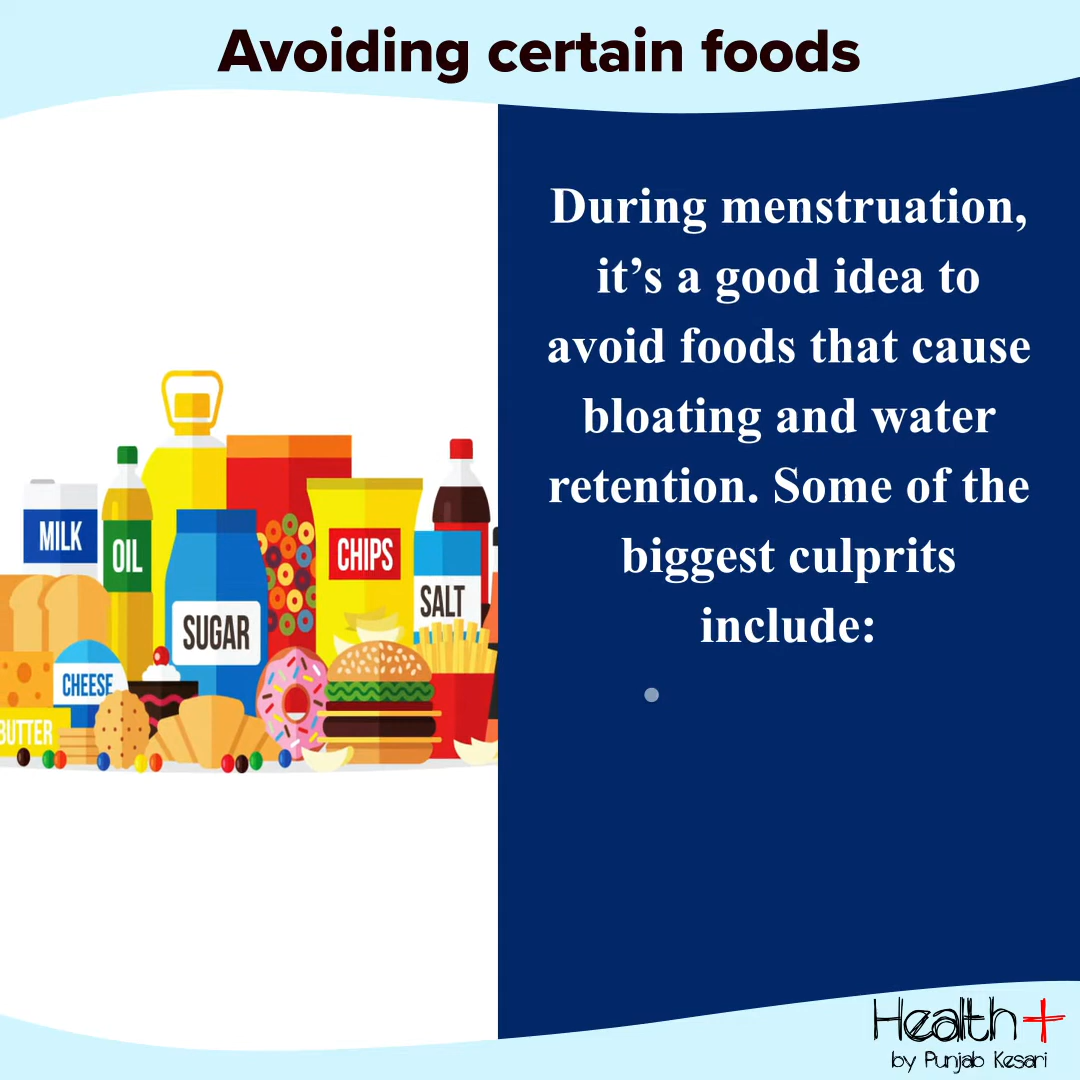 Avoiding certain foods
During menstruation,
it’s a good idea to
avoid foods that cause
bloating and water
retention. Some of the
biggest culprits
include:
MILK
OIL
SUGAR
CHIPS
SALT
CHEESE
BUTTER
Health+
by Punjab Kesari